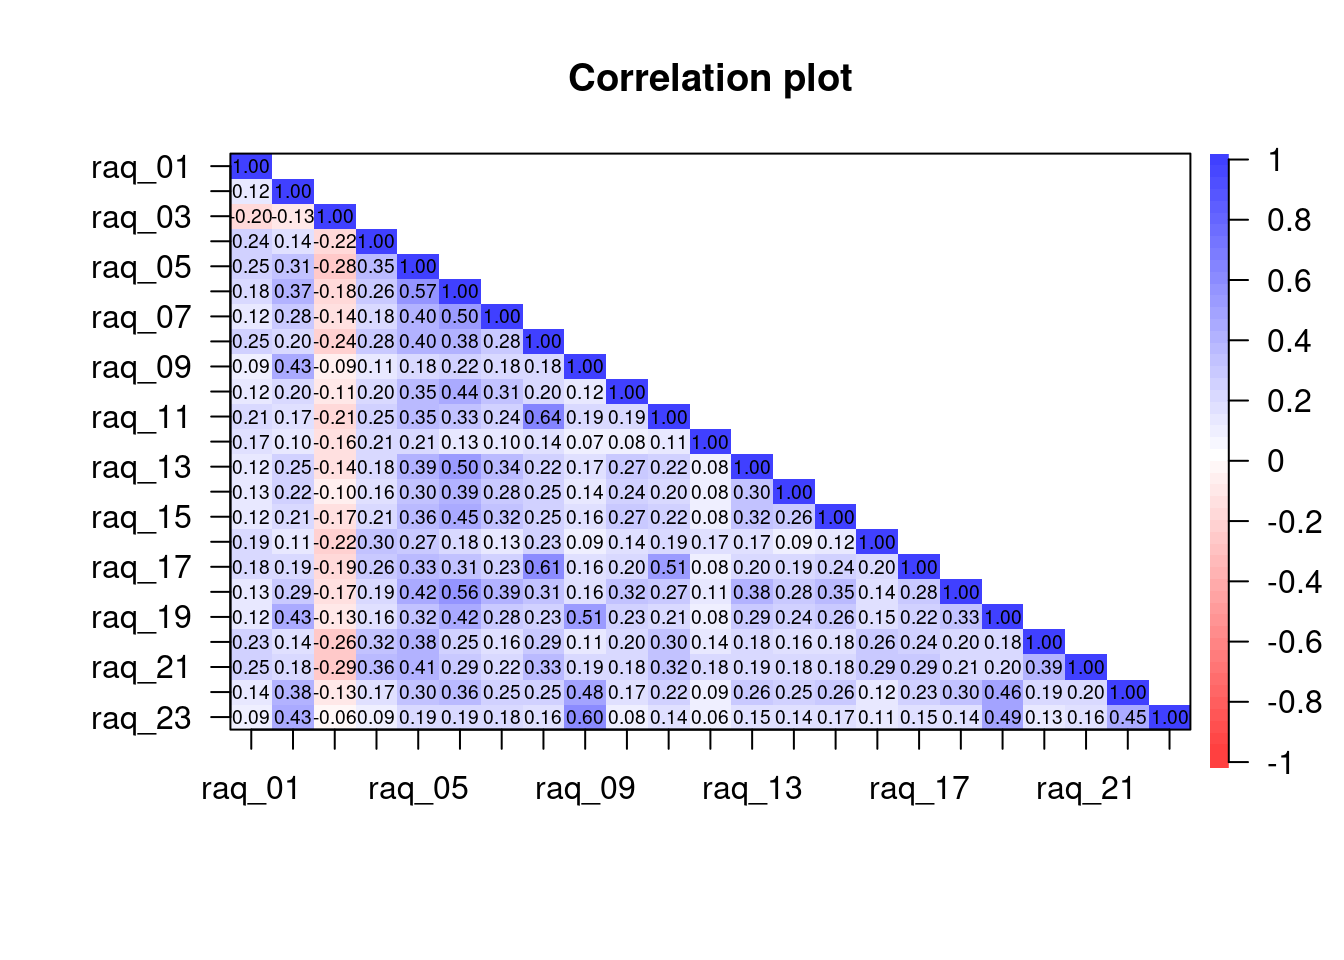 Correlation plot
raq_01 1.00 1
0.12 1.00
raq_03 -0.20 -0.13 1.00 0.8
0.24 0.14 -0.22 1.00
raq_05 0.25 0.31 -0.28 0.35 1.00 0.6
0.18 0.37 -0.18 0.26 0.57 1.00
raq_07 0.12 0.28 -0.14 0.18 0.40 0.50 1.00
0.25 0.20 -0.24 0.28 0.40 0.38 0.28 1.00 0.4
raq_09 0.09 0.43 -0.09 0.11 0.18 0.22 0.18 0.18 1.00
0.12 0.20 -0.11 0.20 0.35 0.44 0.31 0.20 0.12 1.00 0.2
raq_11 0.21 0.17 -0.21 0.25 0.35 0.33 0.24 0.64 0.19 0.19 1.00
0.17 0.10 -0.16 0.21 0.21 0.13 0.10 0.14 0.07 0.08 0.11 1.00
raq_13 0.12 0.25 -0.14 0.18 0.39 0.50 0.34 0.22 0.17 0.27 0.22 0.08 1.00 0
0.13 0.22 -0.10 0.16 0.30 0.39 0.28 0.25 0.14 0.24 0.20 0.08 0.30 1.00
raq_15 0.12 0.21 -0.17 0.21 0.36 0.45 0.32 0.25 0.16 0.27 0.22 0.08 0.32 0.26 1.00 -0.2
0.19 0.11 -0.22 0.30 0.27 0.18 0.13 0.23 0.09 0.14 0.19 0.17 0.17 0.09 0.12 1.00
raq_17 0.18 0.19 -0.19 0.26 0.33 0.31 0.23 0.61 0.16 0.20 0.51 0.08 0.20 0.19 0.24 0.20 1.00
0.13 0.29 -0.17 0.19 0.42 0.56 0.39 0.31 0.16 0.32 0.27 0.11 0.38 0.28 0.35 0.14 0.28 1.00 -0.4
raq_19 0.12 0.43 -0.13 0.16 0.32 0.42 0.28 0.23 0.51 0.23 0.21 0.08 0.29 0.24 0.26 0.15 0.22 0.33 1.00
0.23 0.14 -0.26 0.32 0.38 0.25 0.16 0.29 0.11 0.20 0.30 0.14 0.18 0.16 0.18 0.26 0.24 0.20 0.18 1.00 -0.6
raq_21 0.25 0.18 -0.29 0.36 0.41 0.29 0.22 0.33 0.19 0.18 0.32 0.18 0.19 0.18 0.18 0.29 0.29 0.21 0.20 0.39 1.00
0.14 0.38 -0.13 0.17 0.30 0.36 0.25 0.25 0.48 0.17 0.22 0.09 0.26 0.25 0.26 0.12 0.23 0.30 0.46 0.19 0.20 1.00 -0.8
raq_23 0.09 0.43 -0.06 0.09 0.19 0.19 0.18 0.16 0.60 0.08 0.14 0.06 0.15 0.14 0.17 0.11 0.15 0.14 0.49 0.13 0.16 0.45 1.00
-1
raq_01 raq_05 raq_09 raq_13 raq_17 raq_21